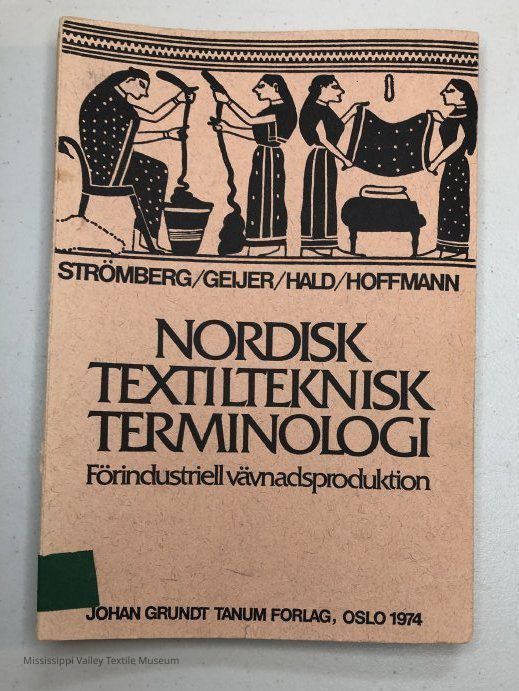 STRÖMBERG/GEIJER/HALD/HOFFMANN
NORDISK
TEXTILTEKNISK
TERMINOLOGI
Förindustriell vävnadsproduktion
JOHAN GRUNDT TANUM FORLAG, OSLO 1974
Mississippi Valley Textile Museum